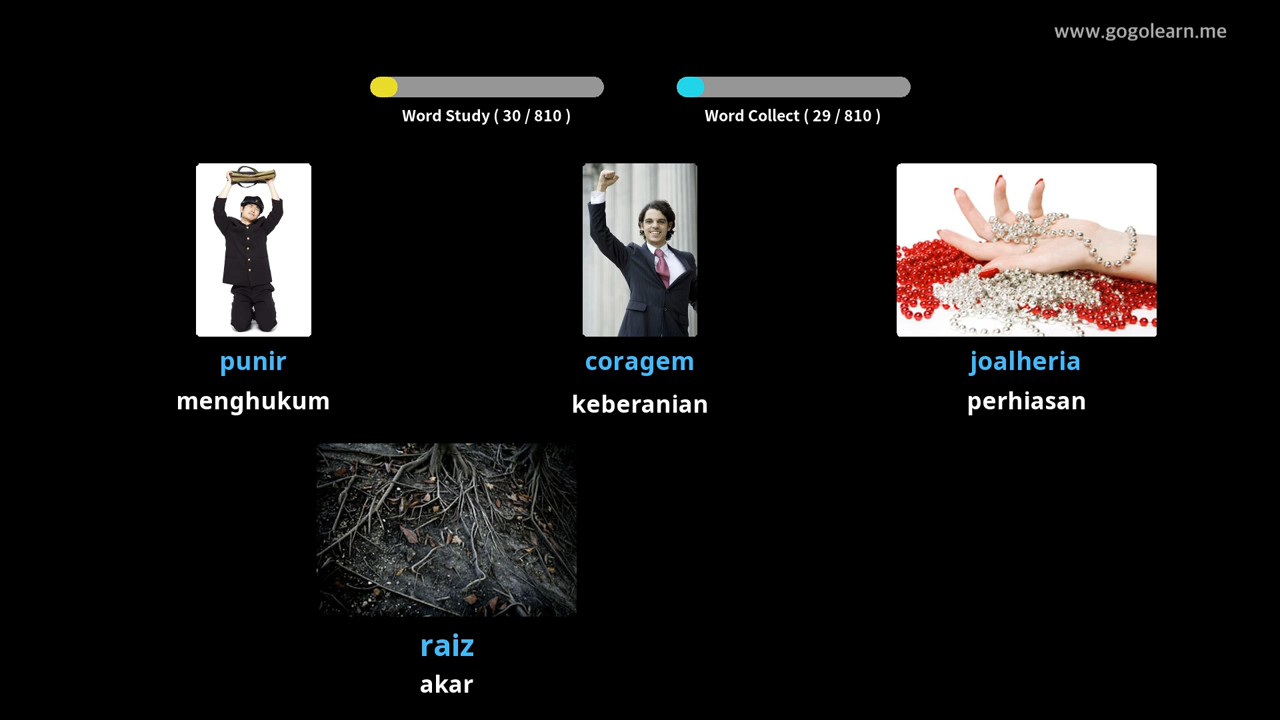 www.gogolearn.me
Word Study ( 30 / 810 )
Word Collect ( 29 / 810 )
punir
menghukum
coragem
keberanian
joalheria
perhiasan
raiz
akar